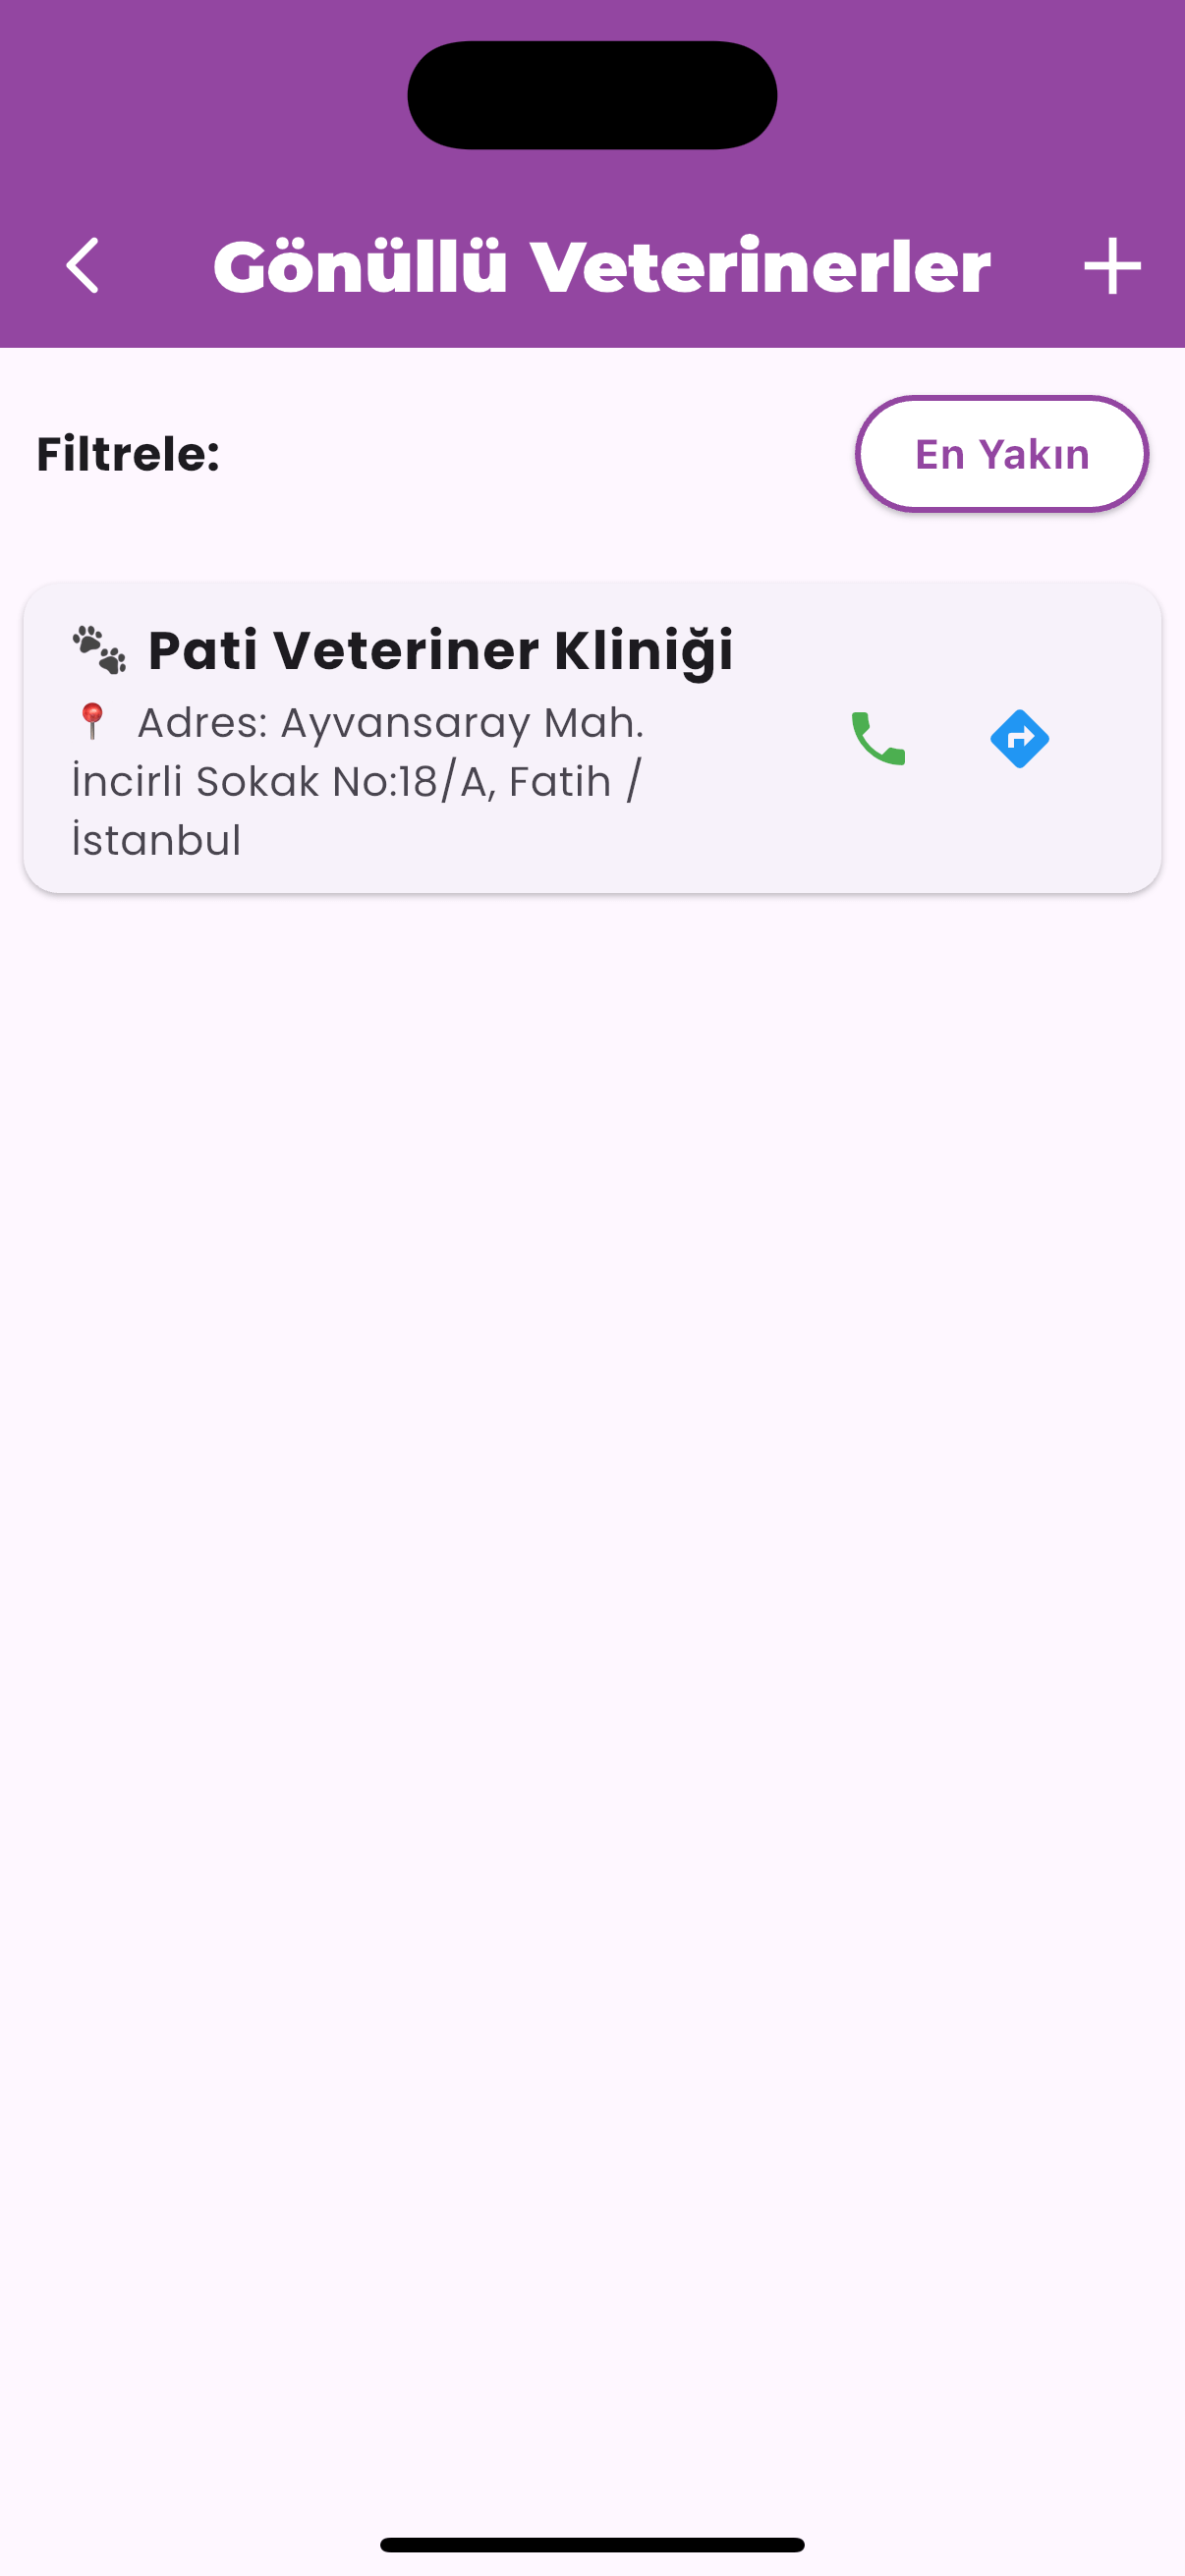 Gönüllü Veterinerler
Filtrele:
En Yakın
🐾 Pati Veteriner Kliniği
📍 Adres: Ayvansaray Mah.
İncirli Sokak No:18/A, Fatih /
İstanbul